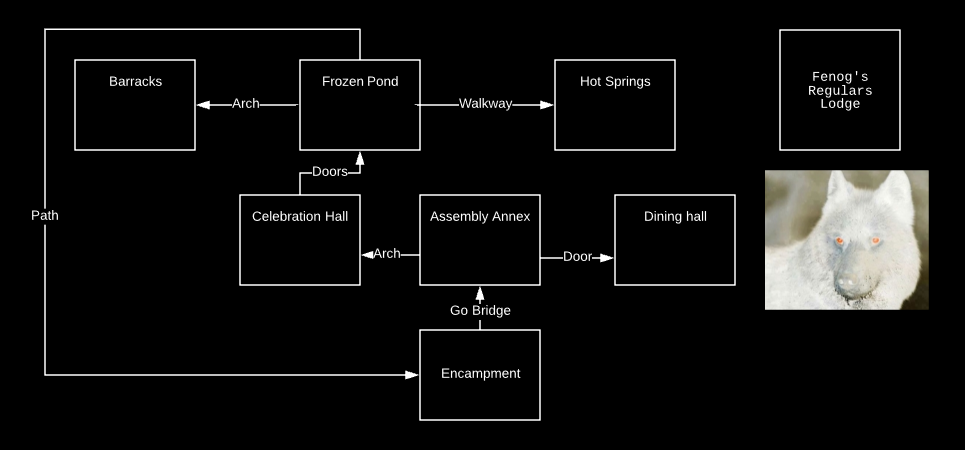 Barracks
Frozen Pond
Hot Springs
Fenog's
Regulars
Lodge
Arch
Walkway
Doors
Path
Celebration Hall
Assembly Annex
Dining hall
Arch
Door
Go Bridge
Encampment